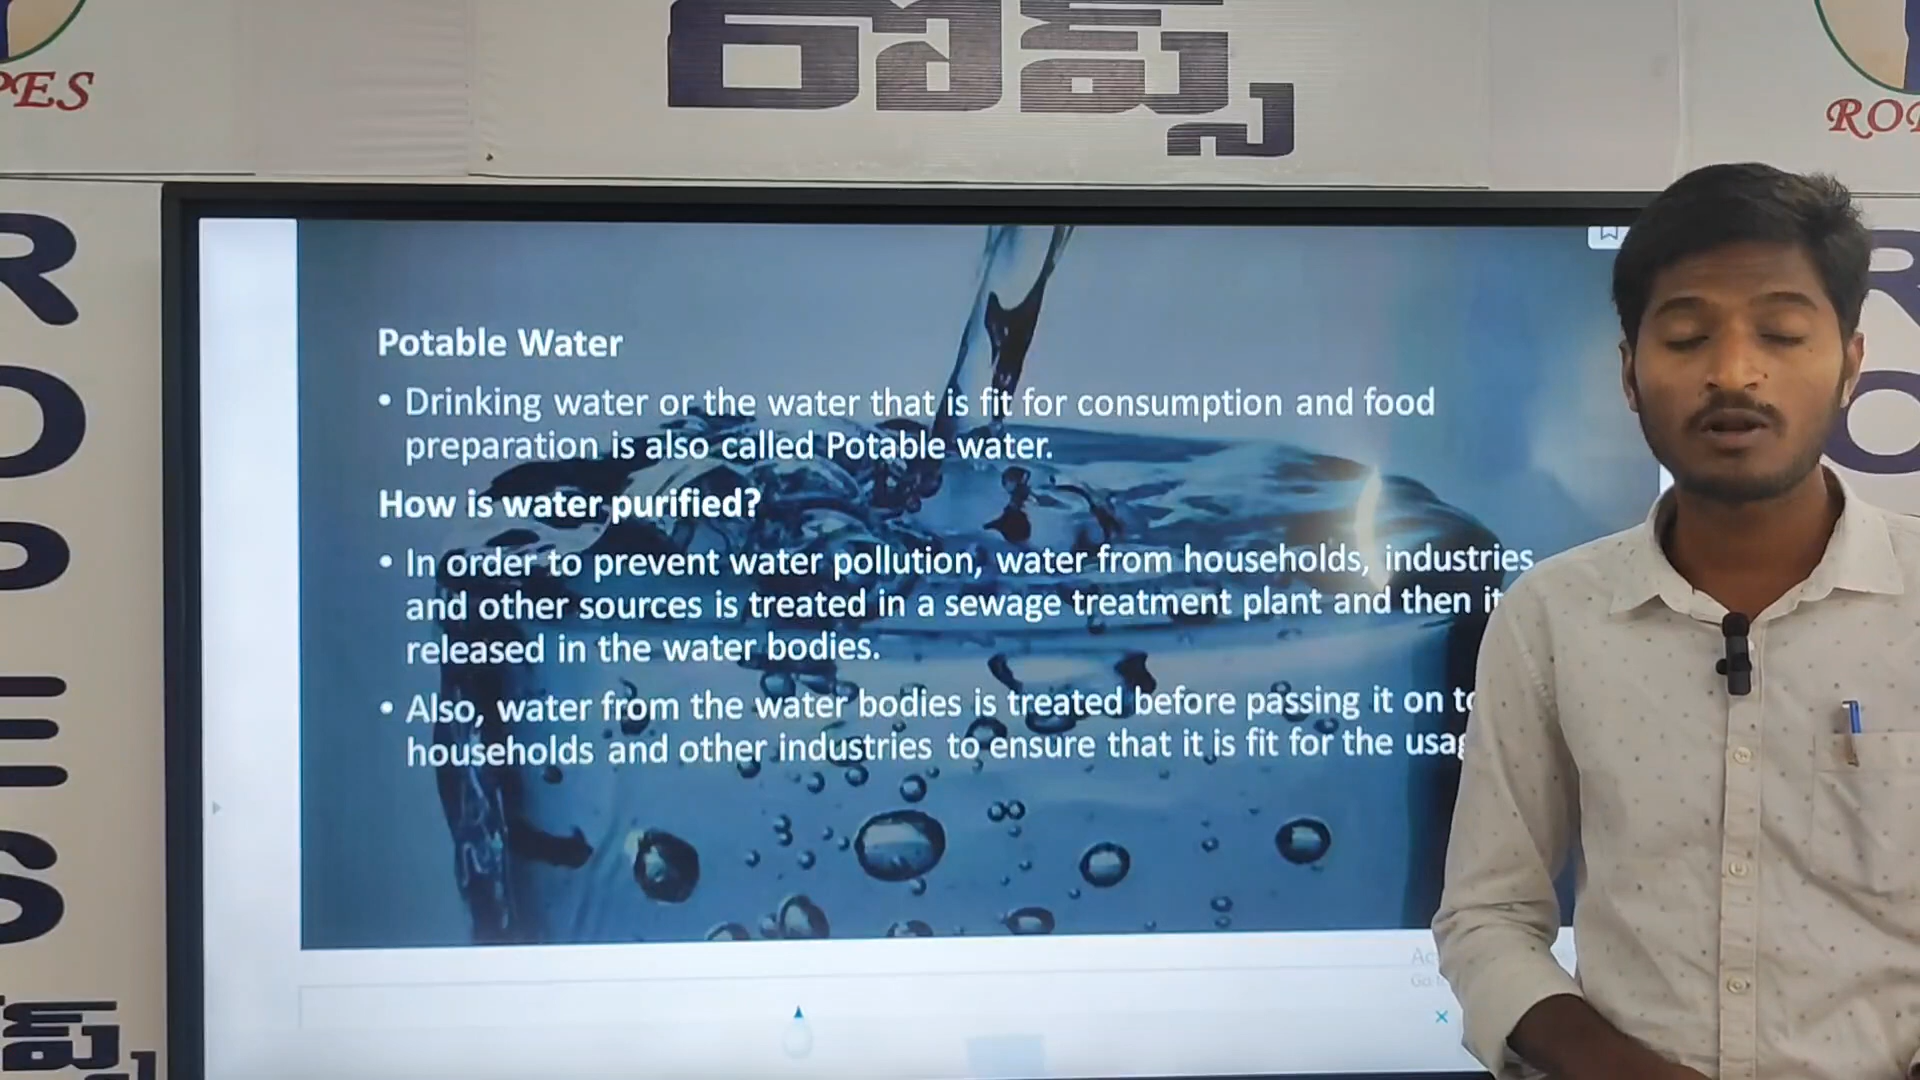 రోప్స్
PES
ROP
R
O
P
E
S
Potable Water
• Drinking water or the water that is fit for consumption and food
preparation is also called Potable water.
How is water purified?
• In order to prevent water pollution, water from households, industries
and other sources is treated in a sewage treatment plant and then it
released in the water bodies.
• Also, water from the water bodies is treated before passing it on to
households and other industries to ensure that it is fit for the usag
R
O
ప్స్